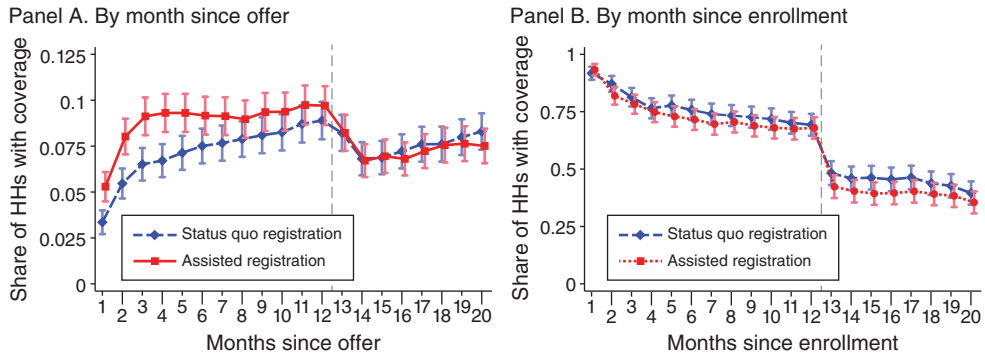 Panel A. By month since offer
Share of HHs with coverage
0.125
0.1
0.075
0.05
0.025
0
Status quo registration
Assisted registration
1 2 3 4 5 6 7 8 9 10 11 12 13 14 15 16 17 18 19 20
Months since offer
Panel B. By month since enrollment
Share of HHs with coverage
1
0.75
0.5
0.25
0
Status quo registration
Assisted registration
1 2 3 4 5 6 7 8 9 10 11 12 13 14 15 16 17 18 19 20
Months since enrollment